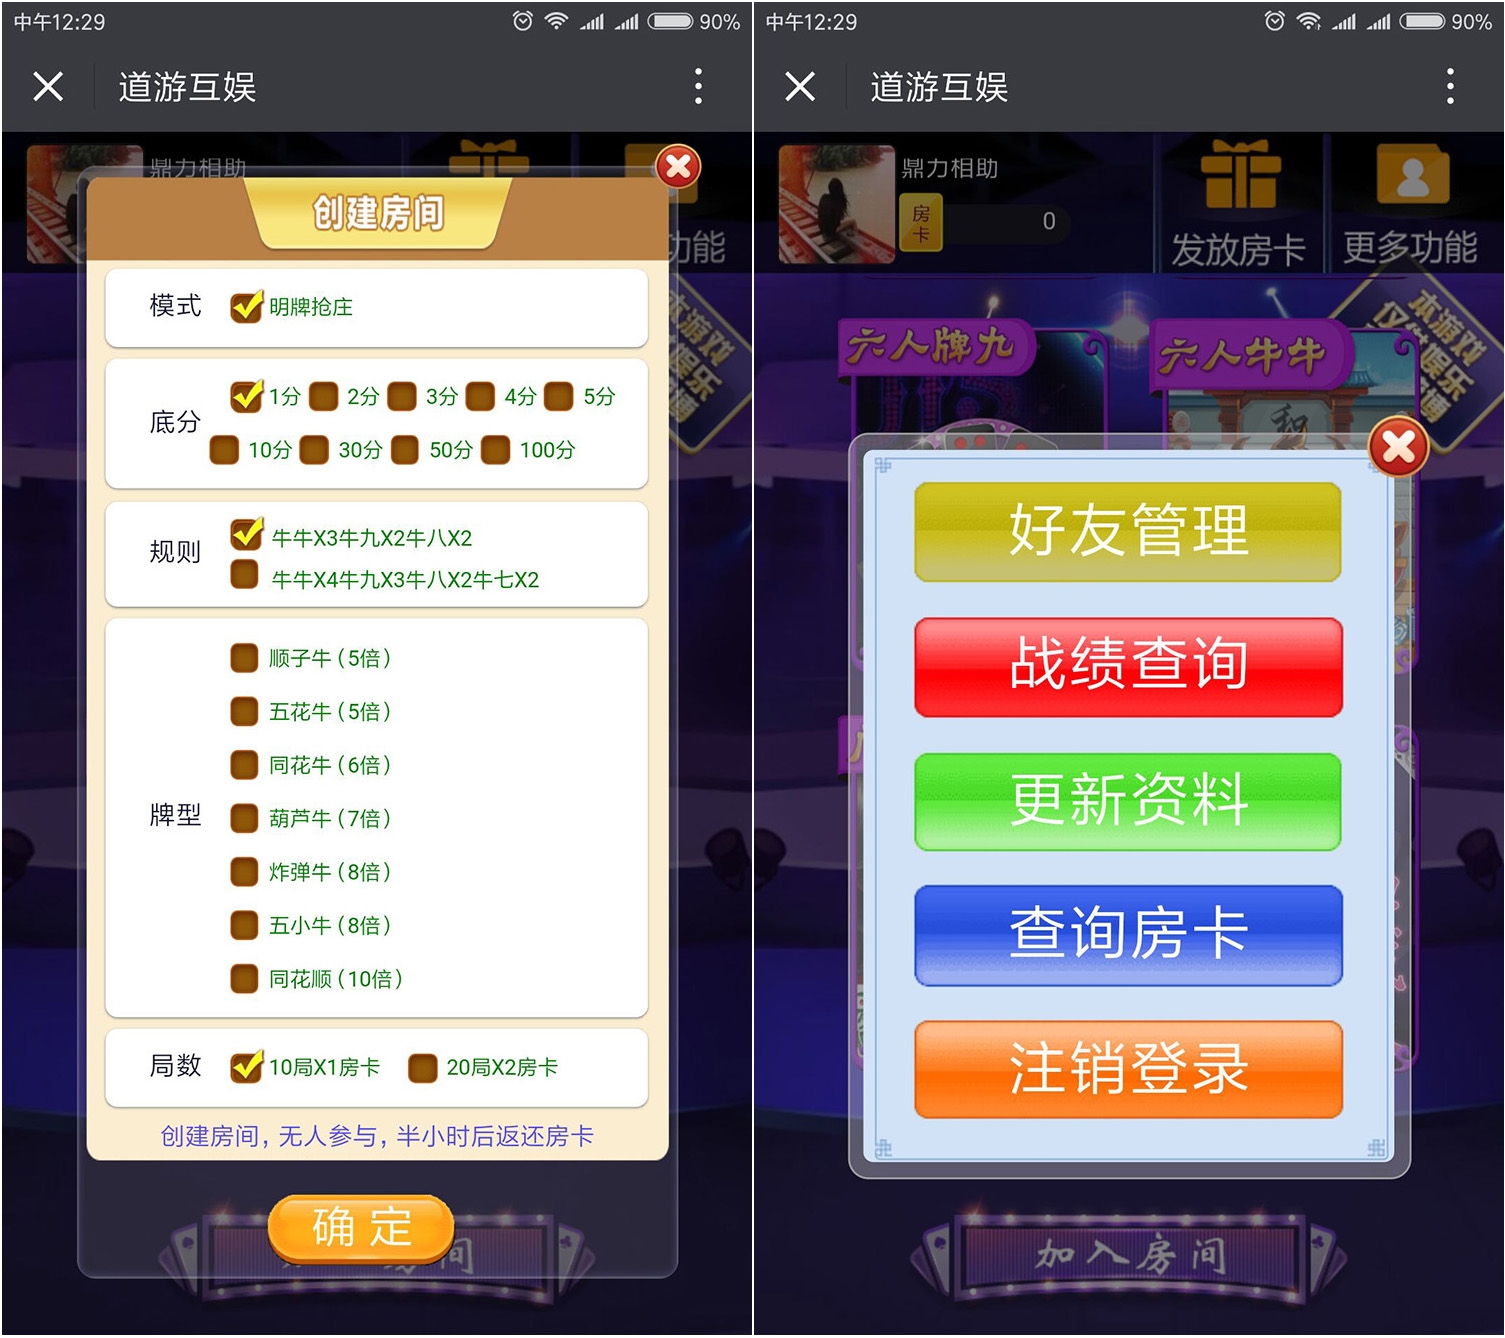 中午12:29
90%
道游互娱
鼎力相助
功能
创建房间
模式
明牌抢庄
底分
1分 2分 3分 4分 5分
10分 30分 50分 100分
规则
牛牛X3牛九X2牛八X2
牛牛X4牛九X3牛八X2牛七X2
牌型
顺子牛(5倍)
五花牛(5倍)
同花牛(6倍)
葫芦牛(7倍)
炸弹牛(8倍)
五小牛(8倍)
同花顺(10倍)
局数
10局X1房卡 20局X2房卡
创建房间,无人参与,半小时后返还房卡
确定
间
中午12:29
90%
道游互娱
鼎力相助
房卡
0
发放房卡
更多功能
六人牌九
六人牛牛
本游戏
好友管理
战绩查询
更新资料
查询房卡
注销登录
加入房间